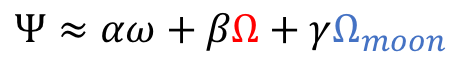 Ψ ≈ αω + βΩ + γΩ_moon